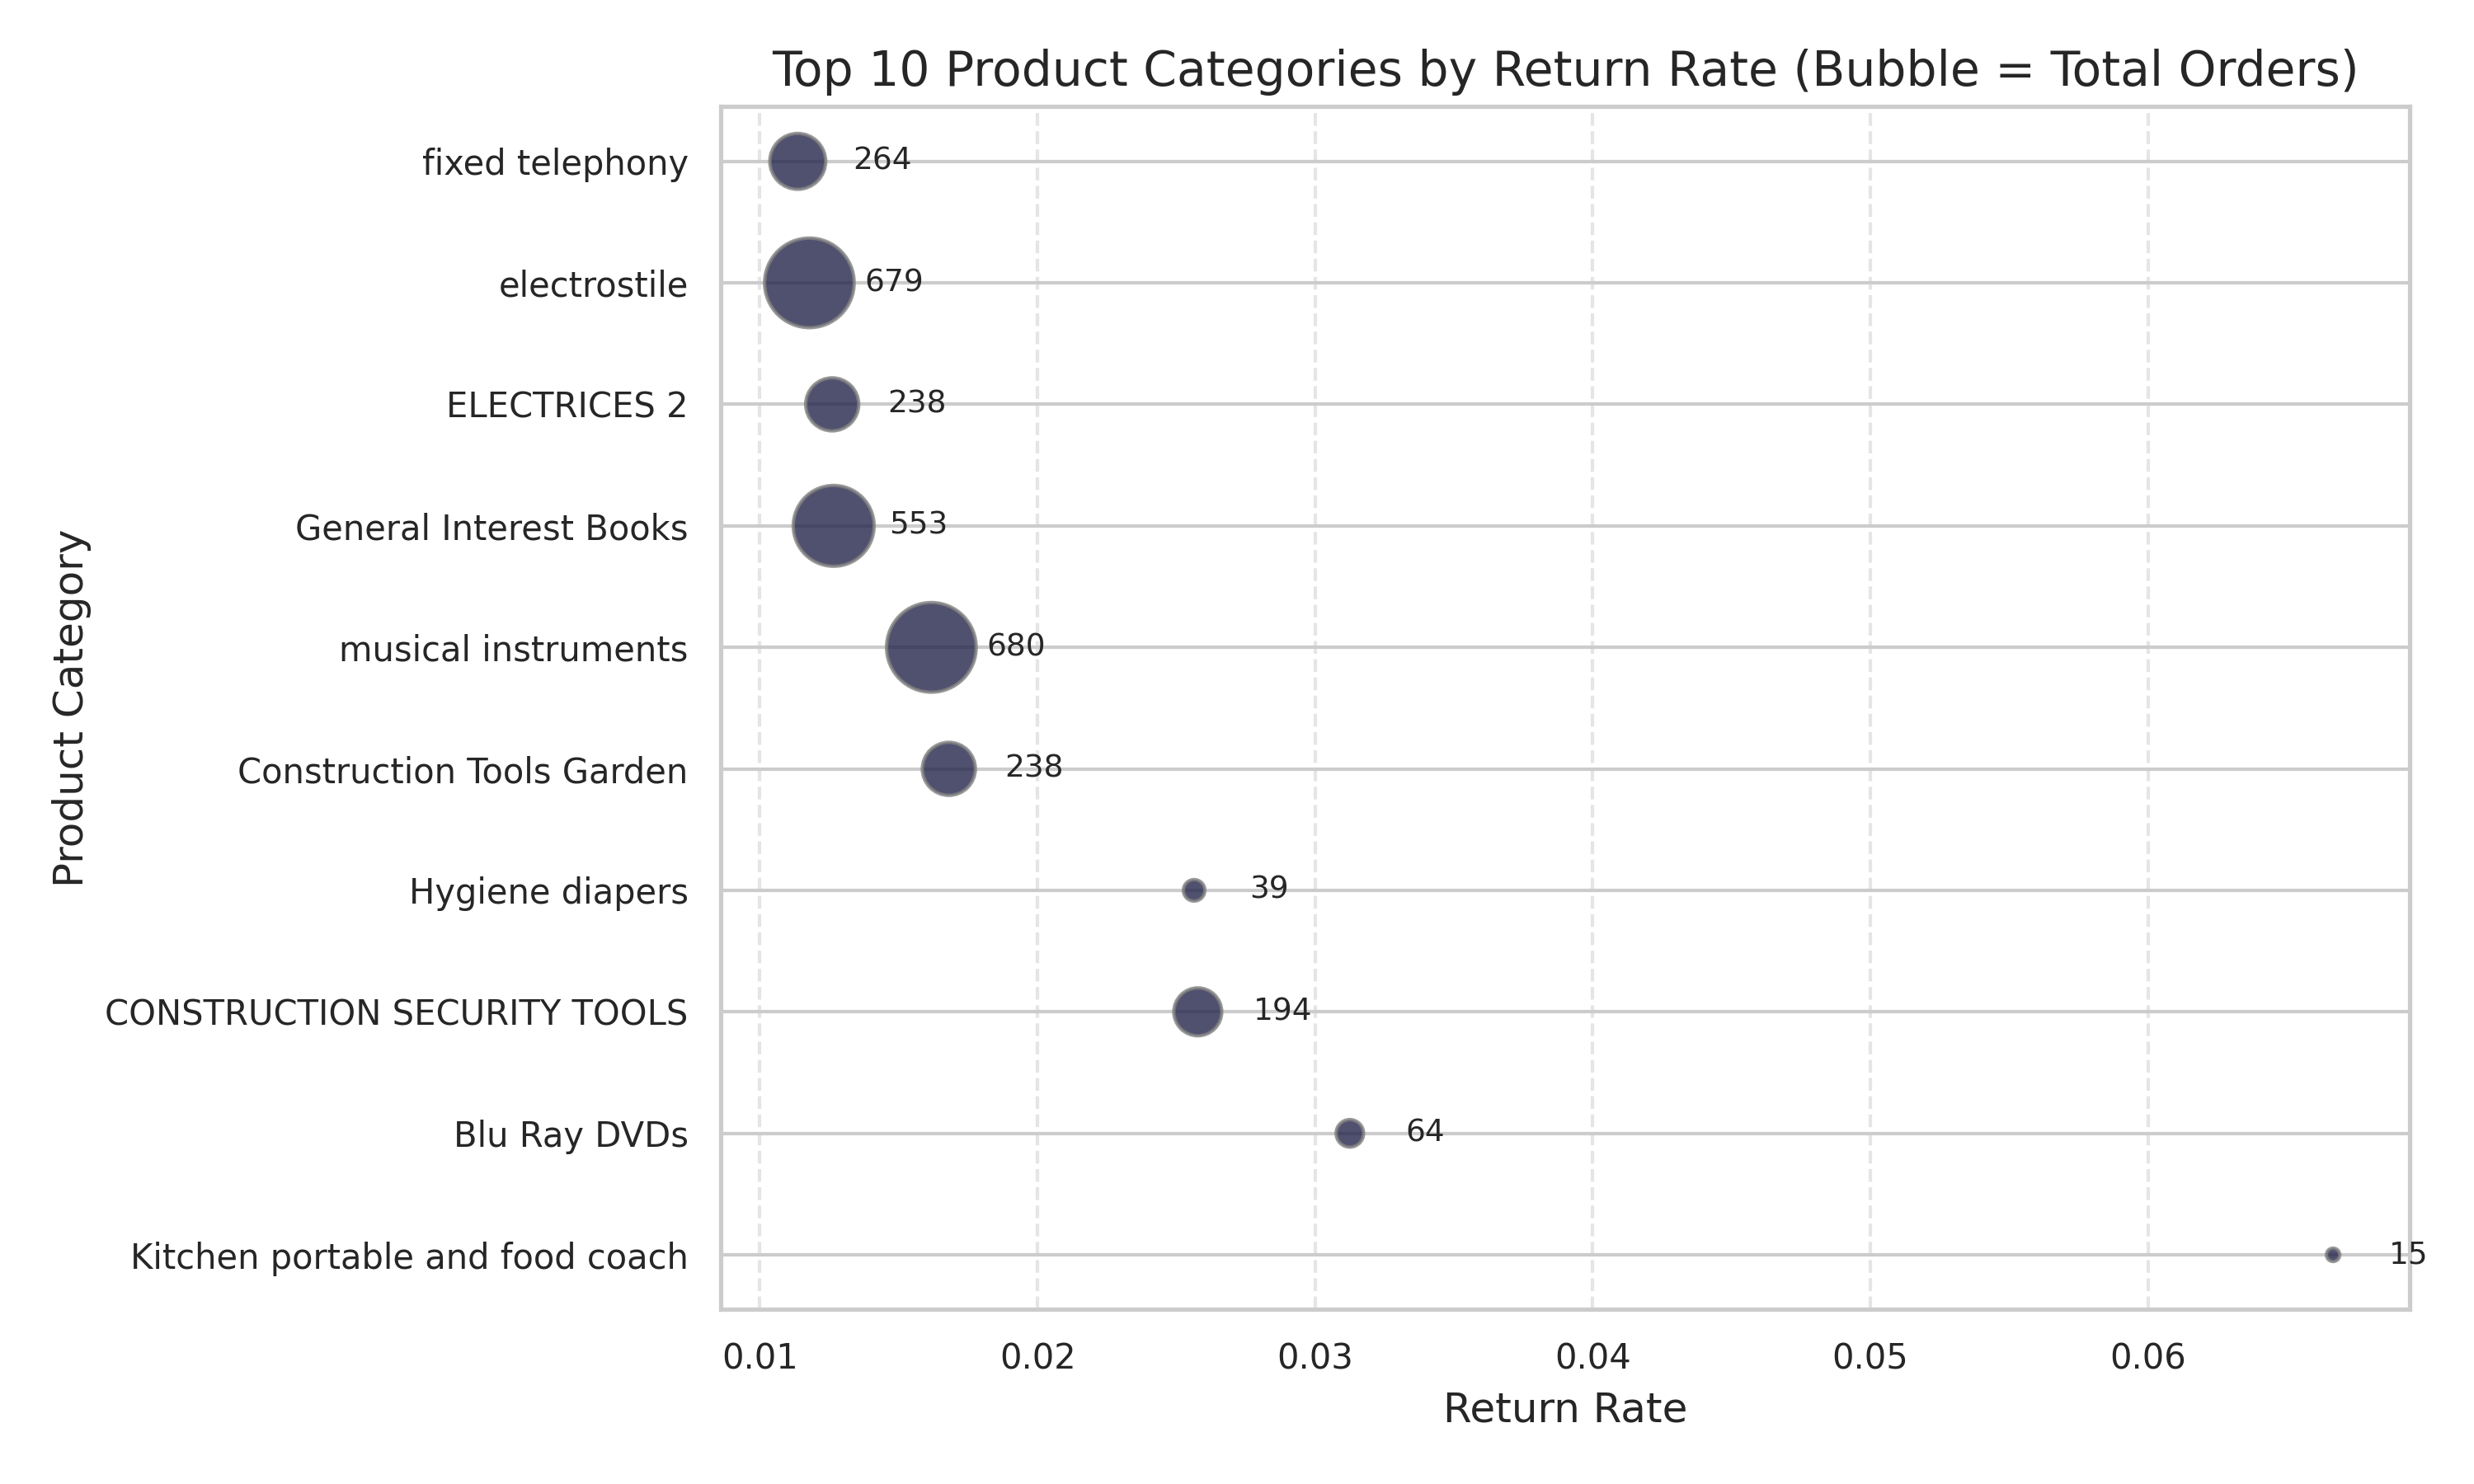 Top 10 Product Categories by Return Rate (Bubble = Total Orders)
fixed telephony
264
electrostile
679
ELECTRICES 2
238
General Interest Books
553
musical instruments
680
Construction Tools Garden
238
Hygiene diapers
39
CONSTRUCTION SECURITY TOOLS
194
Blu Ray DVDs
64
Kitchen portable and food coach
15
Product Category
0.01 0.02 0.03 0.04 0.05 0.06
Return Rate